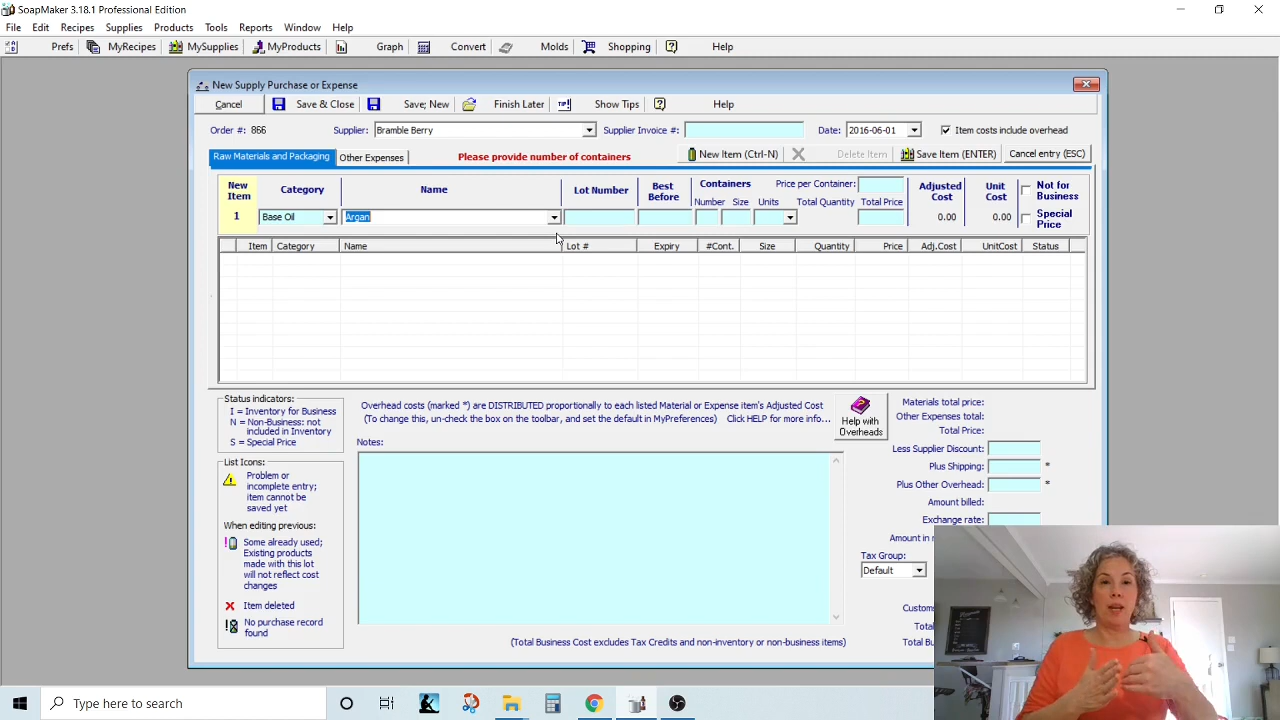 SoapMaker 3.18.1 Professional Edition
File Edit Recipes Supplies Products Tools Reports Window Help
Prefs MyRecipes MySupplies MyProducts Graph Convert Molds Shopping Help
New Supply Purchase or Expense
Cancel Save & Close Save; New Finish Later TIP! Show Tips Help
Order #: 866 Supplier: Bramble Berry Supplier Invoice #: Date: 2016-06-01 Item costs include overhead
Raw Materials and Packaging Other Expenses Please provide number of containers New Item (Ctrl-N) Delete Item Save Item (ENTER) Cancel entry (ESC)
New Item Category Name Lot Number Best Before Containers Price per Container: Adjusted Cost Unit Cost Not for Business
Number Size Units Total Quantity Total Price
1 Base Oil Argan 0.00 0.00 Special Price
Item Category Name Lot # Expiry #Cont. Size Quantity Price Adj.Cost UnitCost Status
Status indicators:
I = Inventory for Business
N = Non-Business: not
included in Inventory
S = Special Price
List Icons:
Problem or
incomplete entry;
item cannot be
saved yet
When editing previous:
Some already used;
Existing products
made with this lot
will not reflect cost
changes
Item deleted
No purchase record
found
Overhead costs (marked *) are DISTRIBUTED proportionally to each listed Material or Expense item's Adjusted Cost
(To change this, un-check the box on the toolbar, and set the default in MyPreferences) Click HELP for more info...
Help with
Overheads
Notes:
(Total Business Cost excludes Tax Credits and non-inventory or non-business items)
Materials total price:
Other Expenses total:
Total Price:
Less Supplier Discount:
Plus Shipping: *
Plus Other Overhead: *
Amount billed:
Exchange rate:
Amount in
Tax Group:
Default
Type here to search